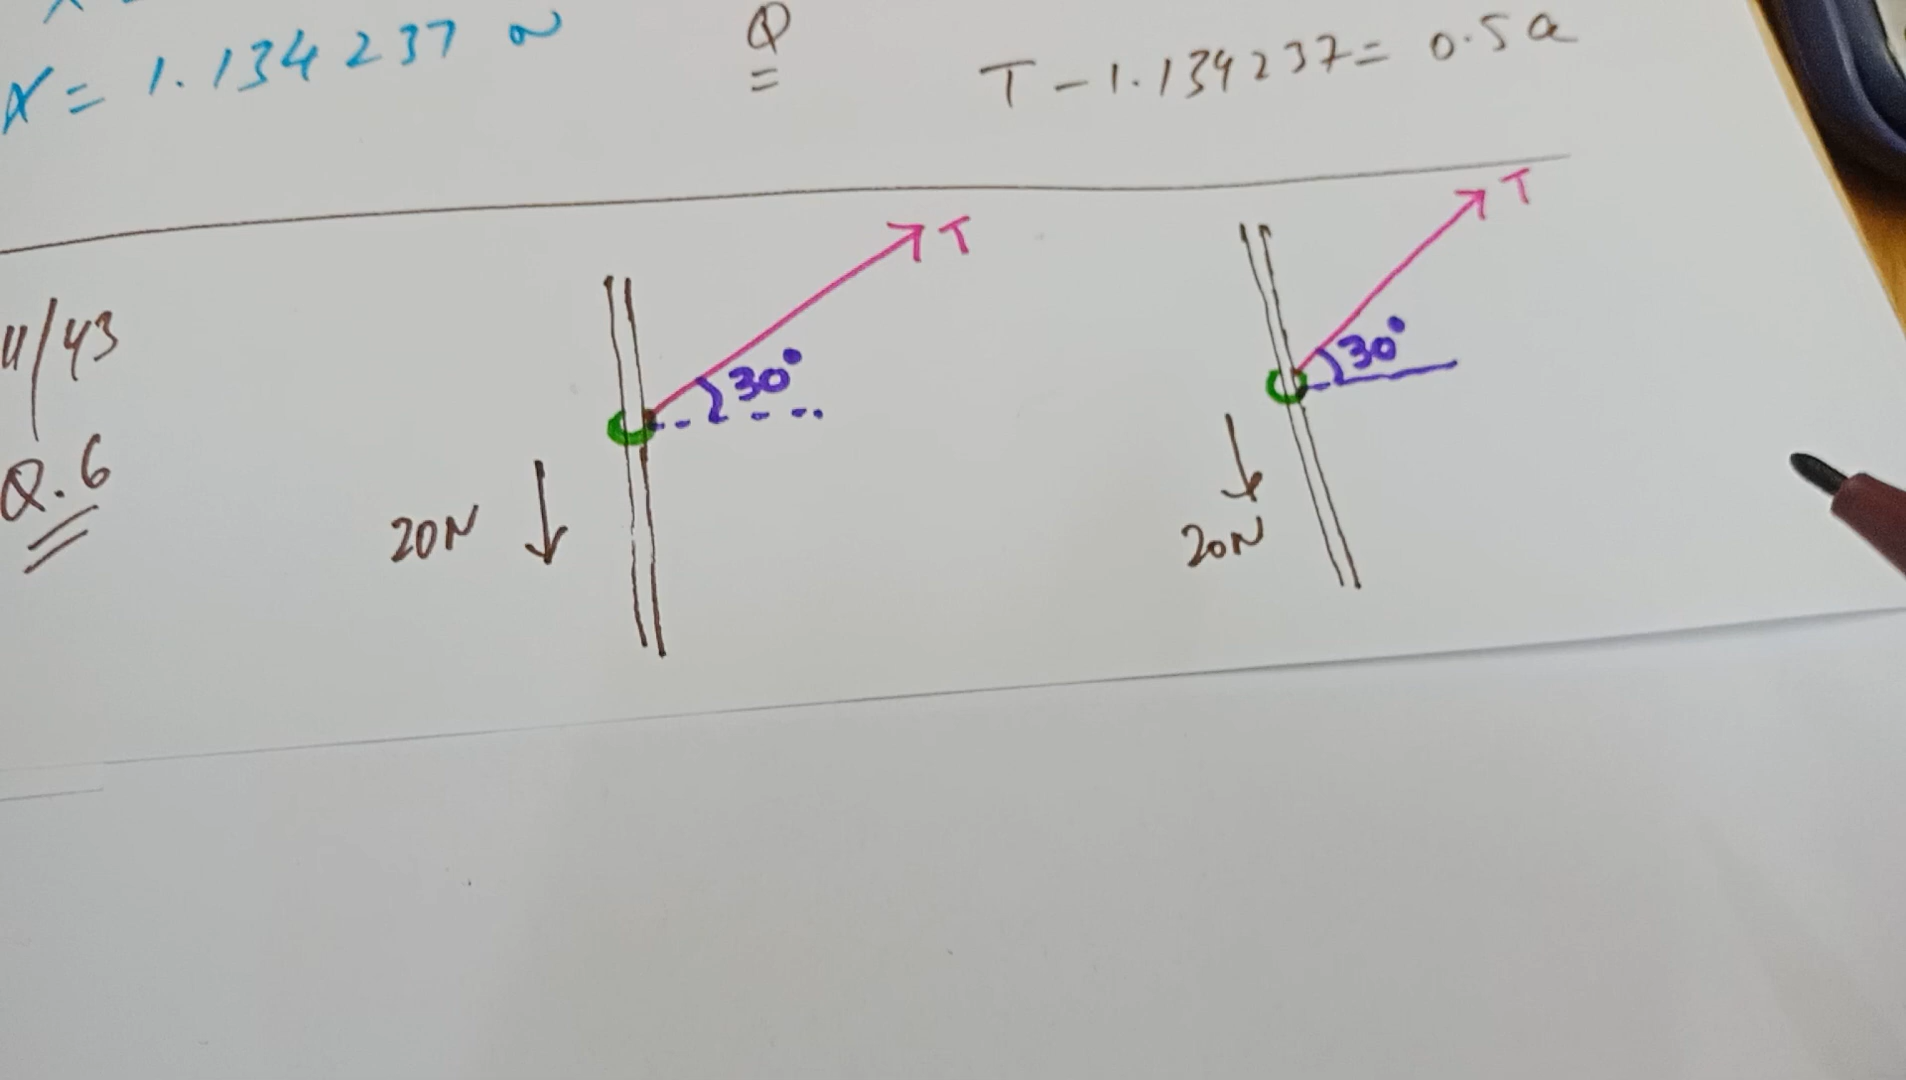 X = 1.134237 N
Q
T - 1.134237 = 0.5a
T
T
11/43
30°
30°
Q.6
20N
20N